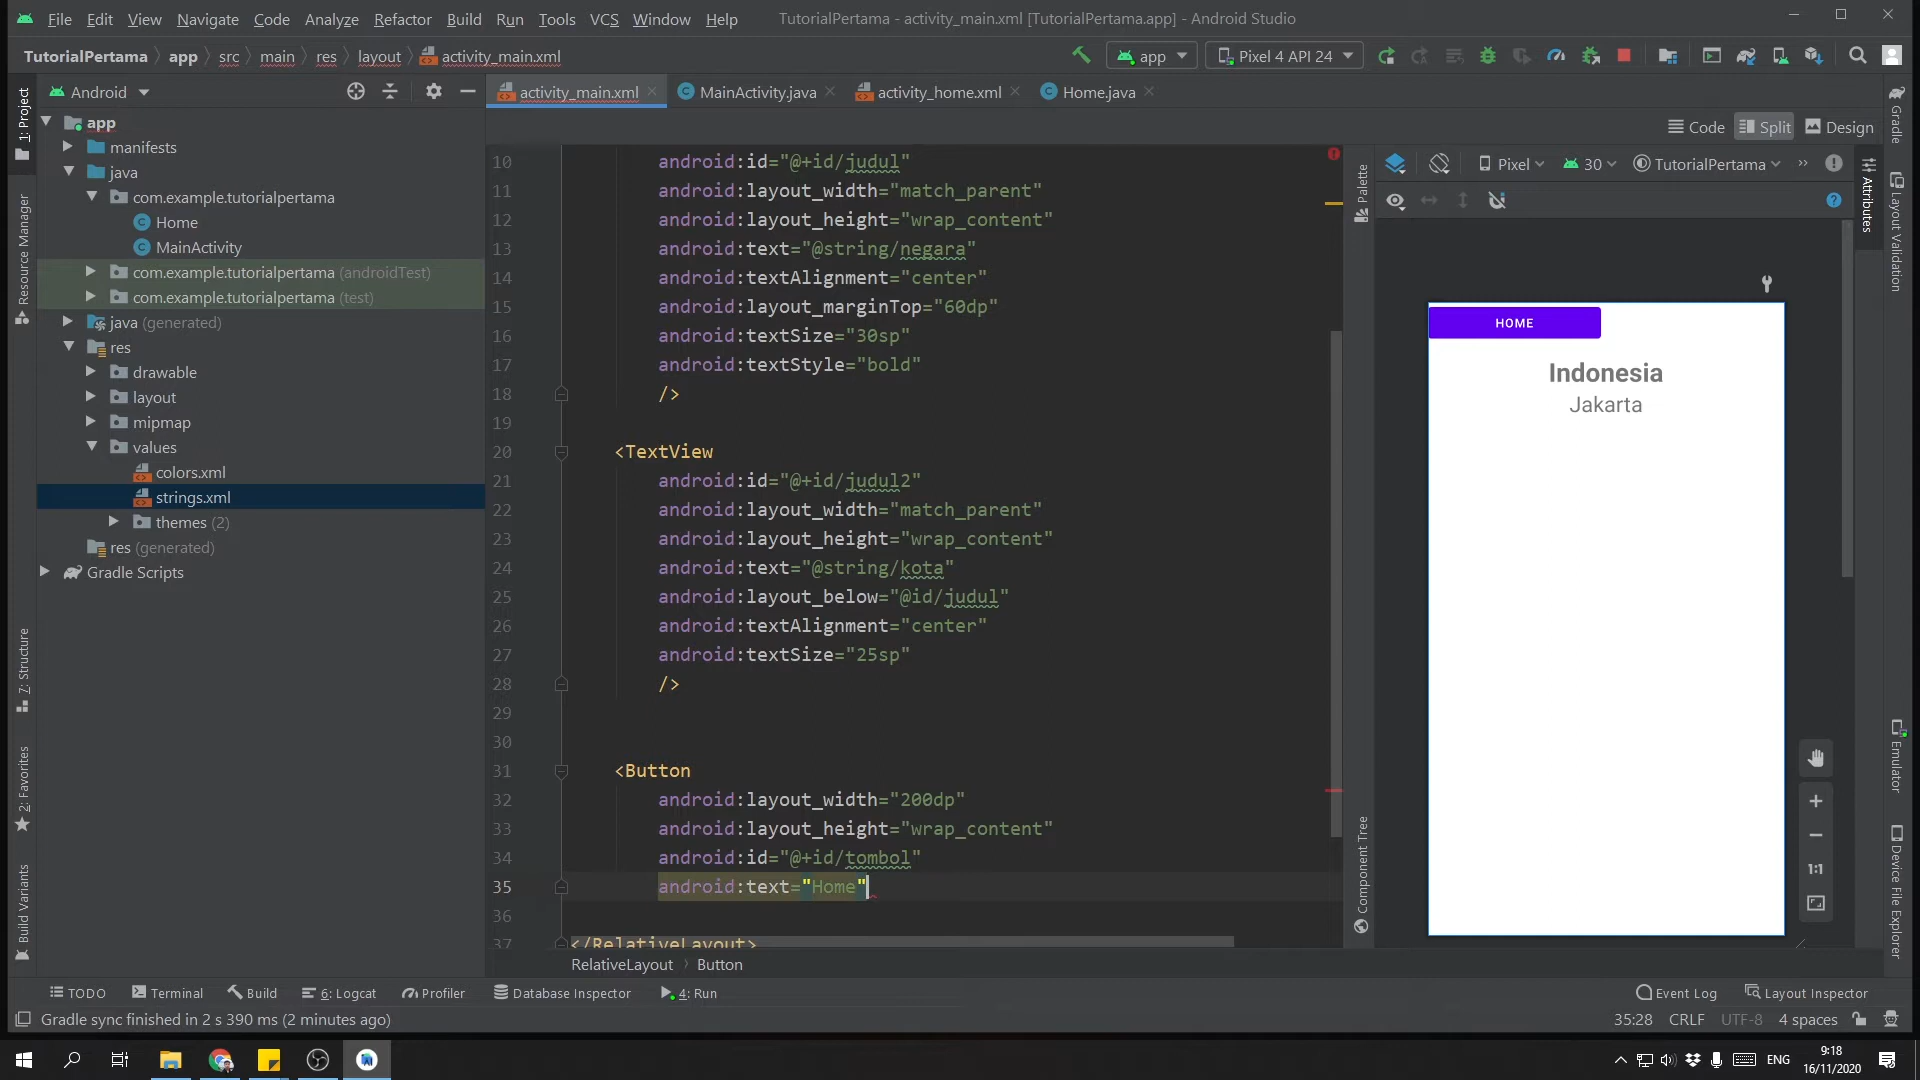 File Edit View Navigate Code Analyze Refactor Build Run Tools VCS Window Help TutorialPertama - activity_main.xml [TutorialPertama.app] - Android Studio
TutorialPertama app src main res layout activity_main.xml app Pixel 4 API 24
Android
activity_main.xml MainActivity.java activity_home.xml Home.java
Code Split Design
1: Project
Resource Manager
7: Structure
2: Favorites
Build Variants
app
manifests
java
com.example.tutorialpertama
Home
MainActivity
com.example.tutorialpertama (androidTest)
com.example.tutorialpertama (test)
java (generated)
res
drawable
layout
mipmap
values
colors.xml
strings.xml
themes (2)
res (generated)
Gradle Scripts
10 android:id="@+id/judul"
11 android:layout_width="match_parent"
12 android:layout_height="wrap_content"
13 android:text="@string/negara"
14 android:textAlignment="center"
15 android:layout_marginTop="60dp"
16 android:textSize="30sp"
17 android:textStyle="bold"
18 />
19
20 <TextView
21 android:id="@+id/judul2"
22 android:layout_width="match_parent"
23 android:layout_height="wrap_content"
24 android:text="@string/kota"
25 android:layout_below="@id/judul"
26 android:textAlignment="center"
27 android:textSize="25sp"
28 />
29
30
31 <Button
32 android:layout_width="200dp"
33 android:layout_height="wrap_content"
34 android:id="@+id/tombol"
35 android:text="Home"
36
37 </RelativeLayout>
RelativeLayout Button
Palette
Component Tree
Pixel 30 TutorialPertama
HOME
Indonesia
Jakarta
1:1
Attributes
Gradle
Layout Validation
Emulator
Device File Explorer
TODO Terminal Build 6: Logcat Profiler Database Inspector 4: Run Event Log Layout Inspector
Gradle sync finished in 2 s 390 ms (2 minutes ago) 35:28 CRLF UTF-8 4 spaces
ENG
9:18
16/11/2020